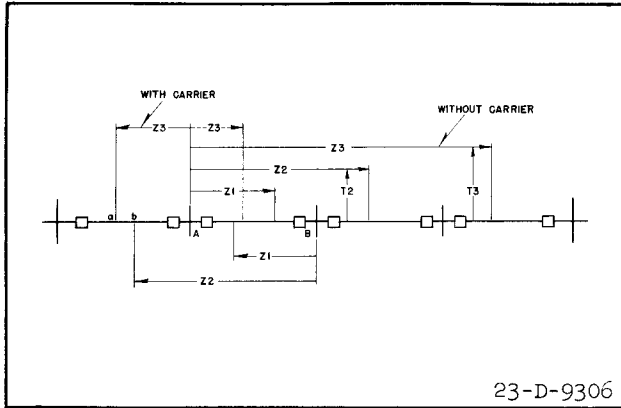 WITH CARRIER
WITHOUT CARRIER
Z3 Z3
Z3
Z2
Z1 T2 T3
a b
A B
Z1
Z2
23-D-9306